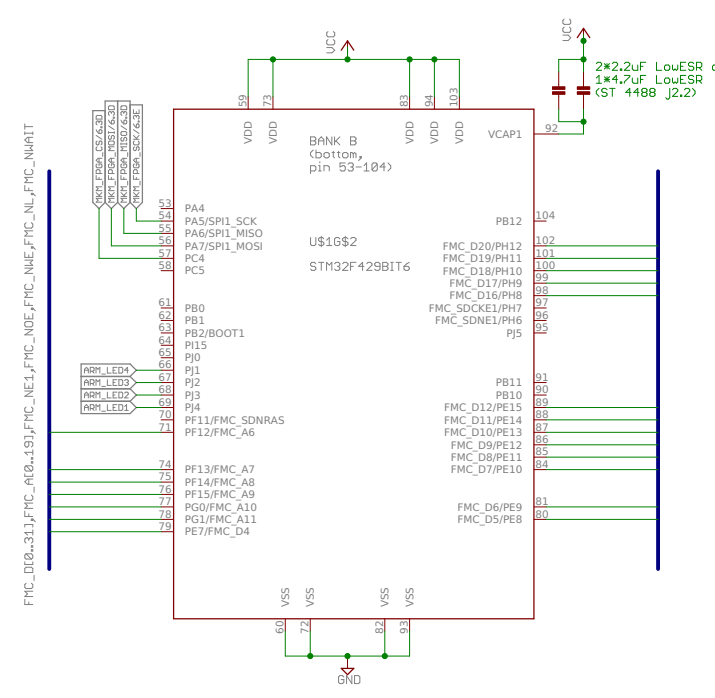 VCC
VCC
2*2.2uF LowESR
1*4.7uF LowESR
(ST 4488 J2.2)
59
73
83
94
103
VDD
VDD
VDD
VDD
VDD
VCAP1
92
BANK B
(bottom,
pin 53-104)
U$1G$2
STM32F429BIT6
MKM_FPGA_CS/6.3D
MKM_FPGA_MOSI/6.3D
MKM_FPGA_MISO/6.3D
MKM_FPGA_SCK/6.3E
FMC_D[0..31],FMC_A[0..19],FMC_NE1,FMC_NOE,FMC_NWE,FMC_NL,FMC_NWAIT
53 PA4
54 PA5/SPI1_SCK
55 PA6/SPI1_MISO
56 PA7/SPI1_MOSI
57 PC4
58 PC5
61 PB0
62 PB1
63 PB2/BOOT1
64 PI15
65 PJ0
ARM_LED4 66 PJ1
ARM_LED3 67 PJ2
ARM_LED2 68 PJ3
ARM_LED1 69 PJ4
70 PF11/FMC_SDNRAS
71 PF12/FMC_A6
74 PF13/FMC_A7
75 PF14/FMC_A8
76 PF15/FMC_A9
77 PG0/FMC_A10
78 PG1/FMC_A11
79 PE7/FMC_D4
PB12 104
FMC_D20/PH12 102
FMC_D19/PH11 101
FMC_D18/PH10 100
FMC_D17/PH9 99
FMC_D16/PH8 98
FMC_SDCKE1/PH7 97
FMC_SDNE1/PH6 96
PJ5 95
PB11 91
PB10 90
FMC_D12/PE15 89
FMC_D11/PE14 88
FMC_D10/PE13 87
FMC_D9/PE12 86
FMC_D8/PE11 85
FMC_D7/PE10 84
FMC_D6/PE9 81
FMC_D5/PE8 80
VSS
VSS
VSS
VSS
60
72
82
93
GND